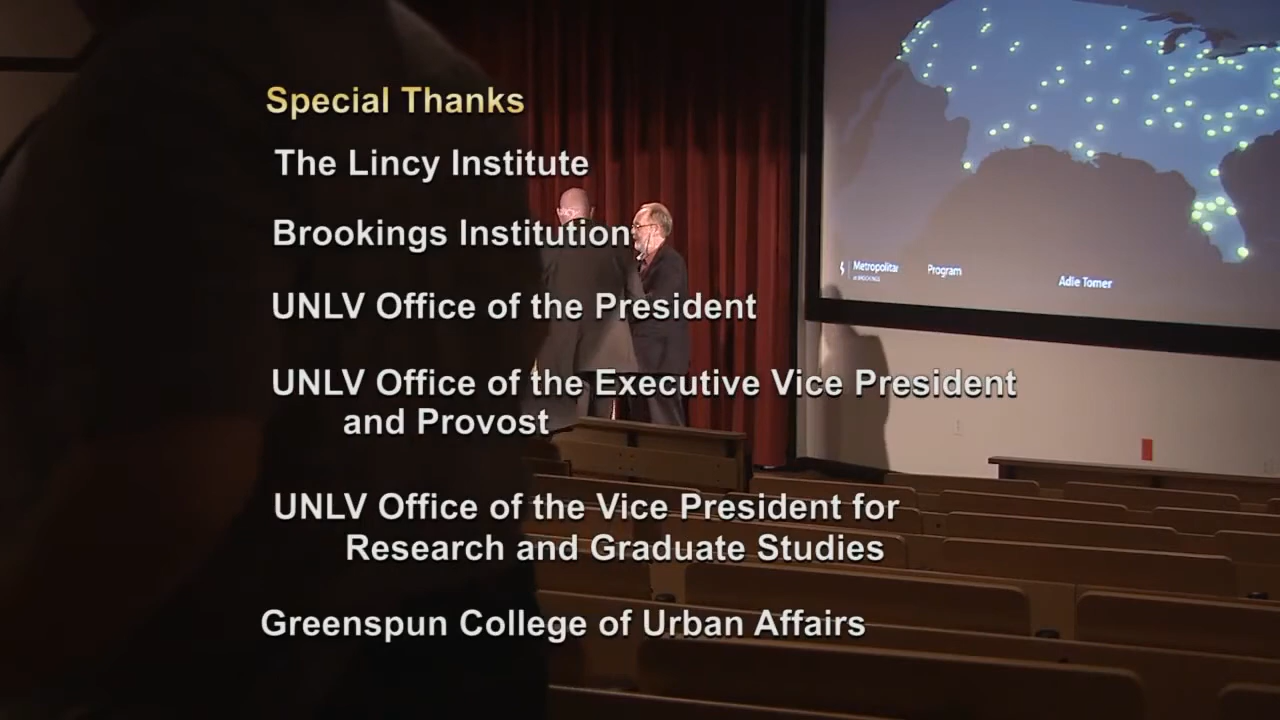 Special Thanks
The Lincy Institute
Brookings Institution
UNLV Office of the President
UNLV Office of the Executive Vice President
and Provost
UNLV Office of the Vice President for
Research and Graduate Studies
Greenspun College of Urban Affairs
Metropolitan Program
at BROOKINGS
Adie Tomer